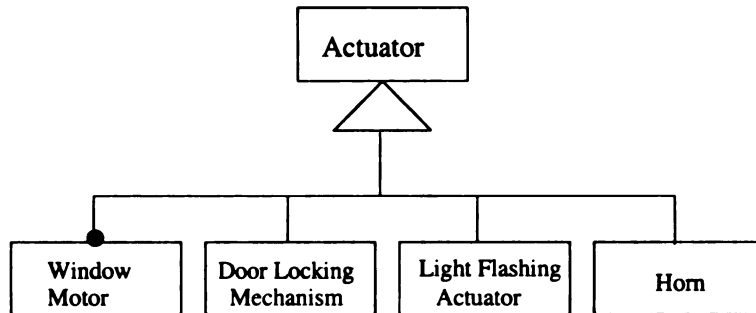 Actuator
Window
Motor
Door Locking
Mechanism
Light Flashing
Actuator
Horn